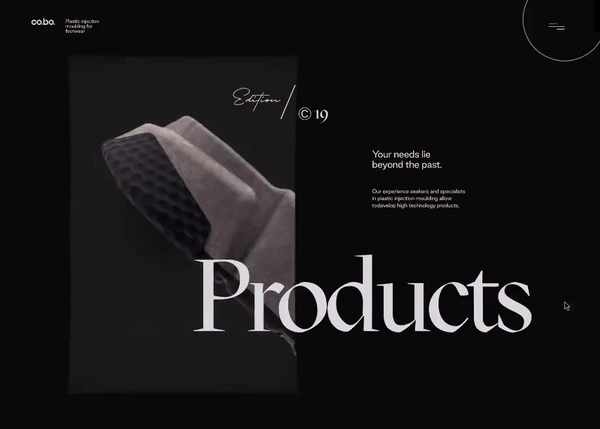 co.bo.
Plastic injection
moulding for
footwear
Edition
© 19
Your needs lie
beyond the past.
Our experience seekers and specialists
in plastic injection moulding allow
todevelop high technology products.
Products